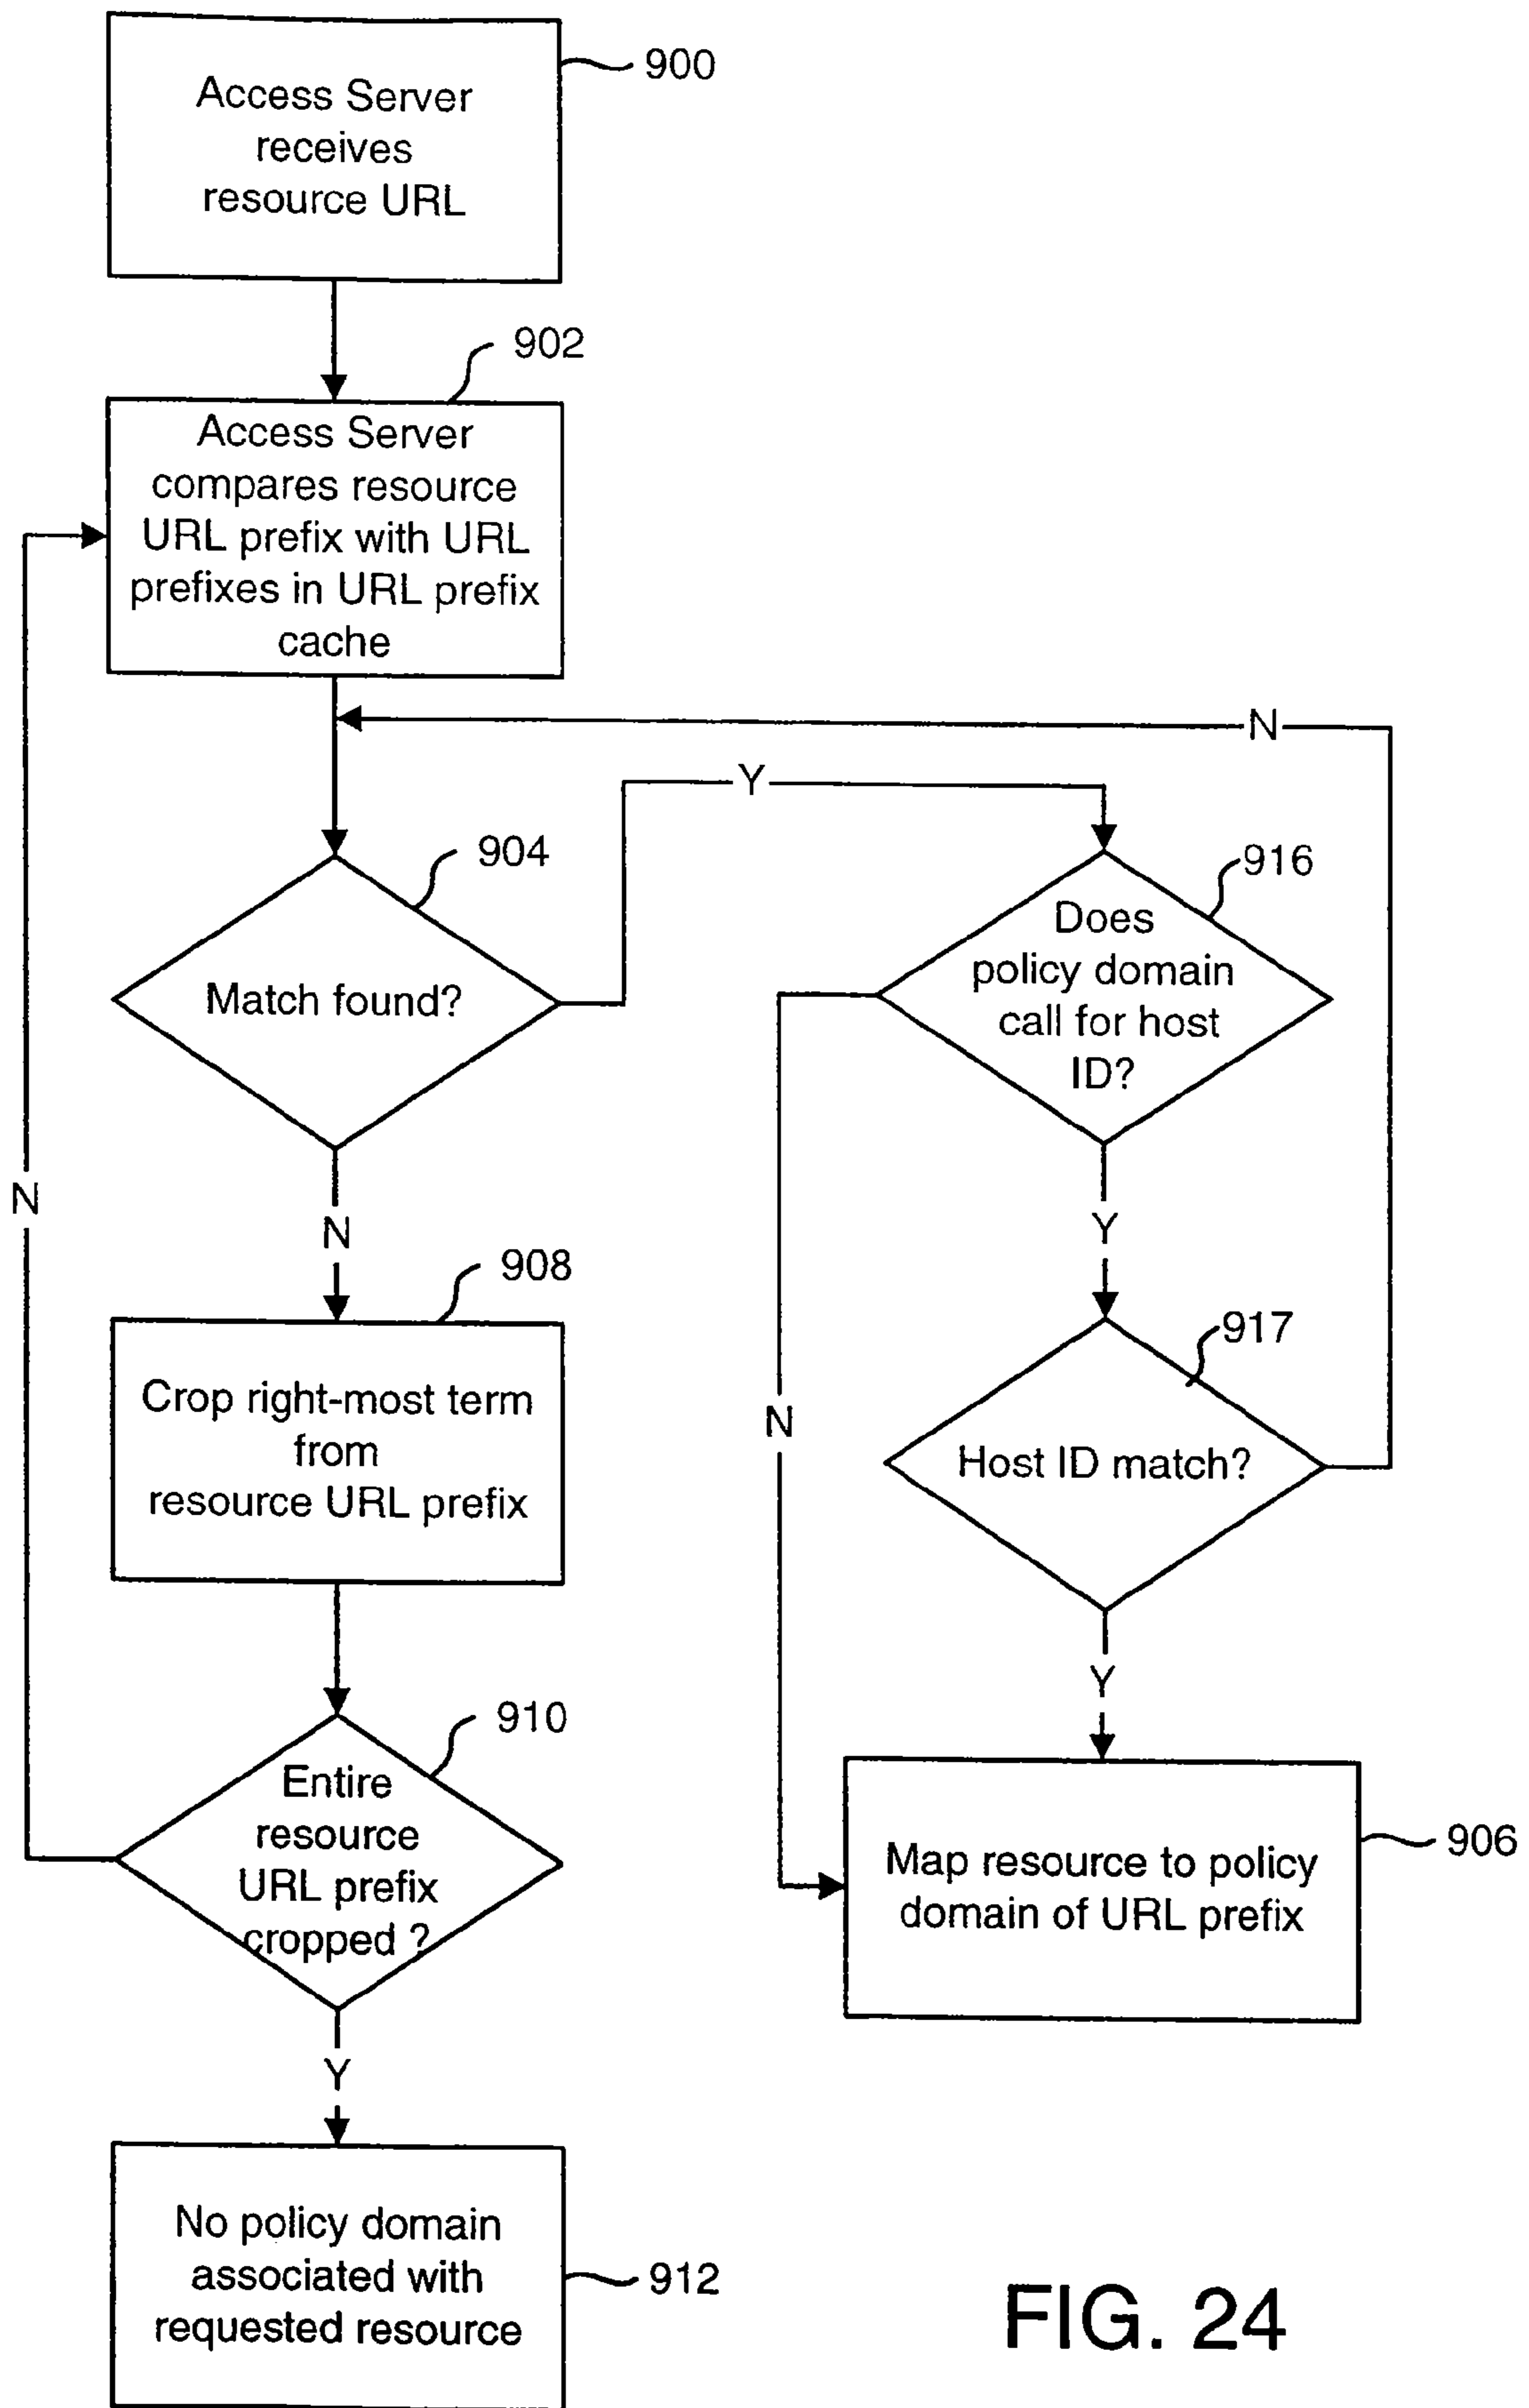 Access Server
receives
resource URL
900
902
Access Server
compares resource
URL prefix with URL
prefixes in URL prefix
cache
N
Y
904
Match found?
916
Does
policy domain
call for host
ID?
N
N
Y
908
Crop right-most term
from
resource URL prefix
917
Host ID match?
N
910
Entire
resource
URL prefix
cropped ?
Y
906
Map resource to policy
domain of URL prefix
Y
No policy domain
associated with
requested resource
912
FIG. 24